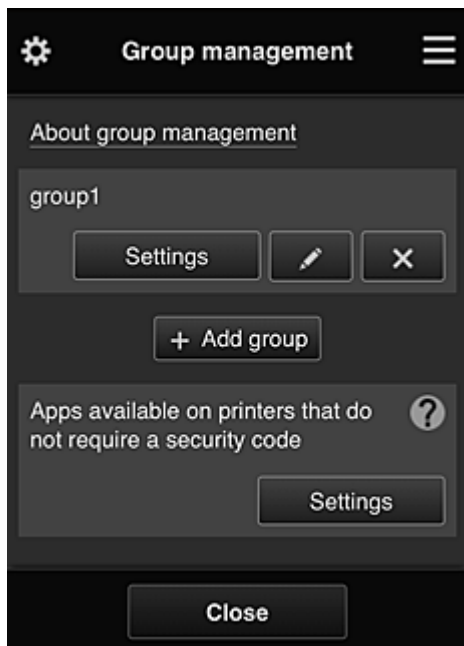 Group management
About group management
group1
Settings
+ Add group
Apps available on printers that do
not require a security code
?
Settings
Close